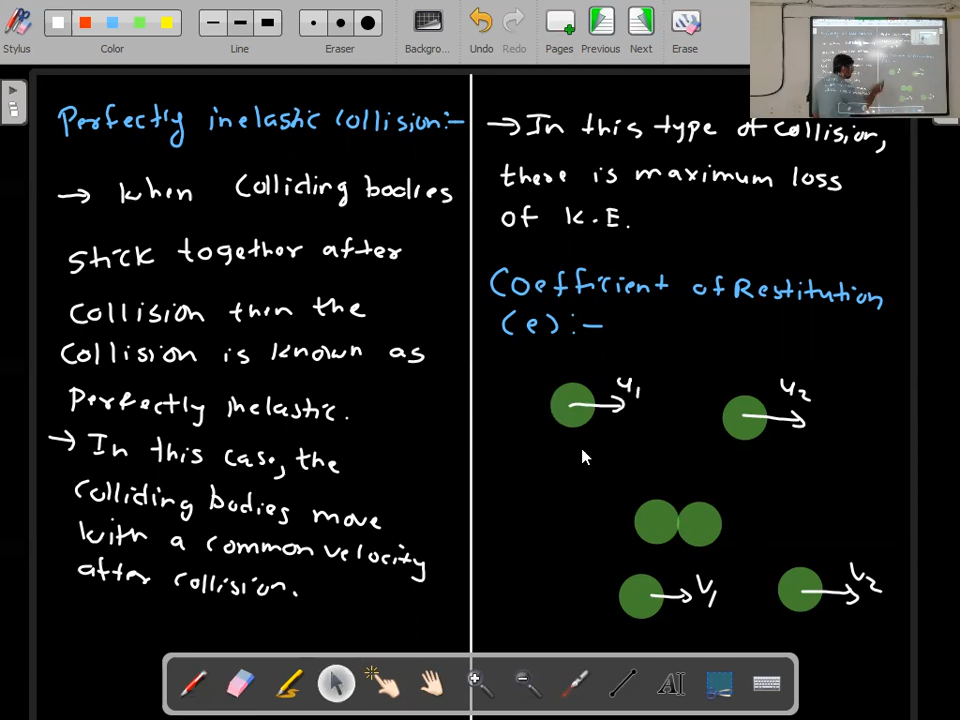 Stylus
Color
Line
Eraser
Backgro...
Undo
Redo
Pages
Previous
Next
Erase
Perfectly inelastic collision:-
→ When Colliding bodies
stick together after
Collision then the
Collision is known as
Perfectly inelastic.
→ In this case, the
colliding bodies move
with a common velocity
after collision.
→ In this type of collision,
there is maximum loss
of K.E.
Coefficient of Restitution
(e):-
u1
u2
v1
v2
AI